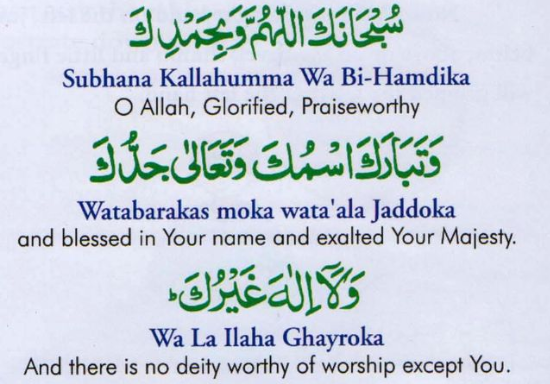 سُبْحَانَكَ اللّٰهُمَّ وَبِحَمْدِكَ
Subhana Kallahumma Wa Bi-Hamdika
O Allah, Glorified, Praiseworthy
وَتَبَارَكَ اسْمُكَ وَتَعَالٰى جَدُّكَ
Watabarakas moka wata'ala Jaddoka
and blessed in Your name and exalted Your Majesty.
وَلَآ اِلٰهَ غَيْرُكَ
Wa La Ilaha Ghayroka
And there is no deity worthy of worship except You.